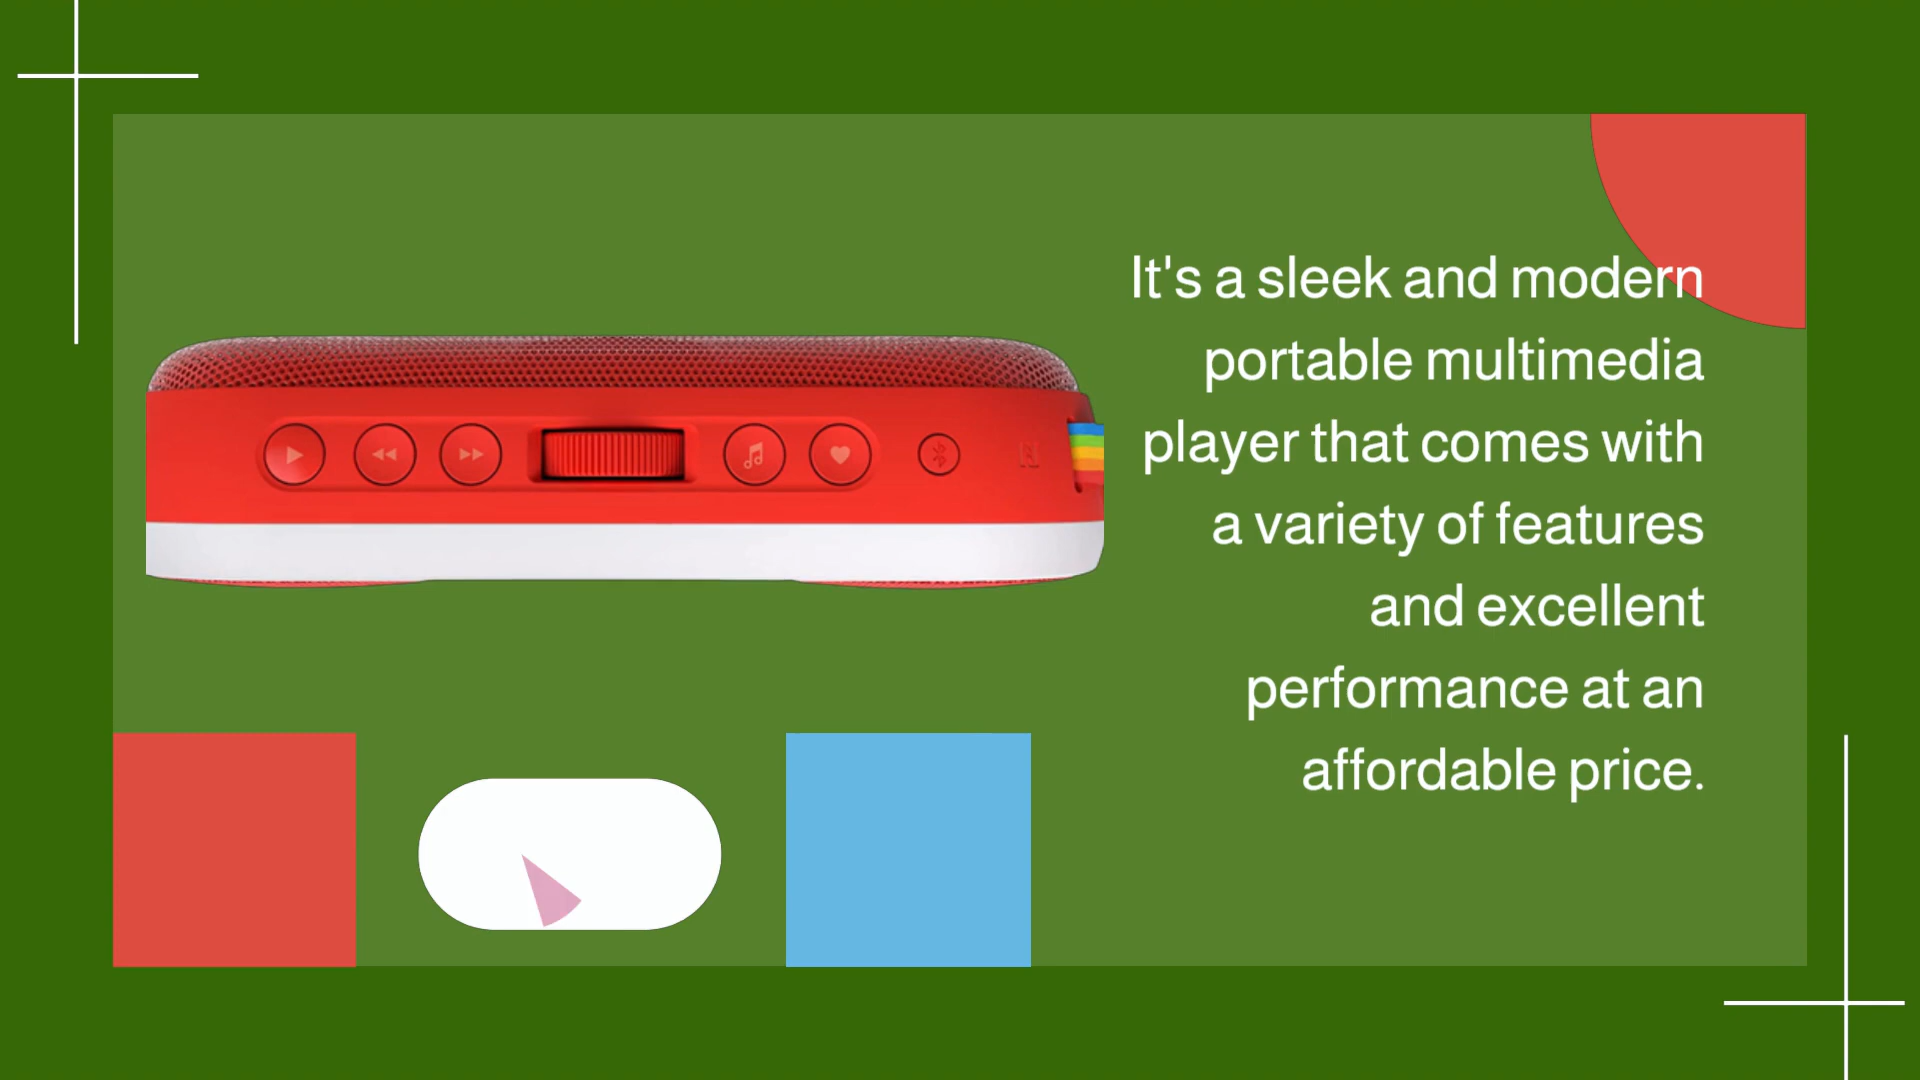 It's a sleek and modern
portable multimedia
player that comes with
a variety of features
and excellent
performance at an
affordable price.